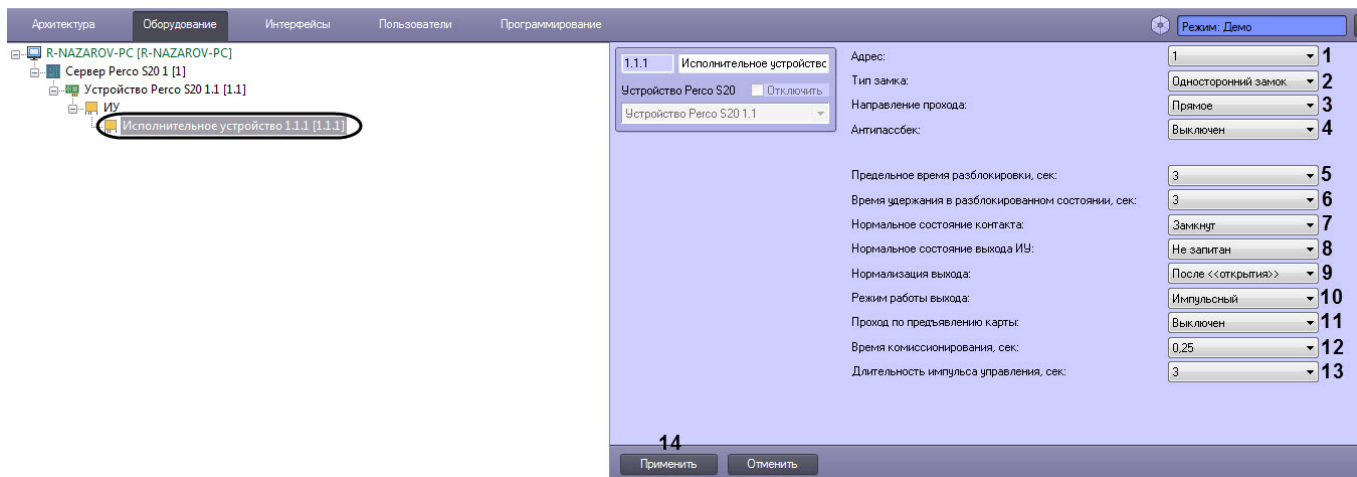 Архитектура Оборудование Интерфейсы Пользователи Программирование Режим: Демо
R-NAZAROV-PC [R-NAZAROV-PC]
Сервер Perco S20 1 [1]
Устройство Perco S20 1.1 [1.1]
ИУ
Исполнительное устройство 1.1.1 [1.1.1]
1.1.1 Исполнительное устройство
Устройство Perco S20 Отключить
Устройство Perco S20 1.1
Адрес: 1 1
Тип замка: Односторонний замок 2
Направление прохода: Прямое 3
Антипассбек: Выключен 4
Предельное время разблокировки, сек: 3 5
Время удержания в разблокированном состоянии, сек: 3 6
Нормальное состояние контакта: Замкнут 7
Нормальное состояние выхода ИУ: Не запитан 8
Нормализация выхода: После <<открытия>> 9
Режим работы выхода: Импульсный 10
Проход по предъявлению карты: Выключен 11
Время комиссионирования, сек: 0,25 12
Длительность импульса управления, сек: 3 13
14
Применить Отменить